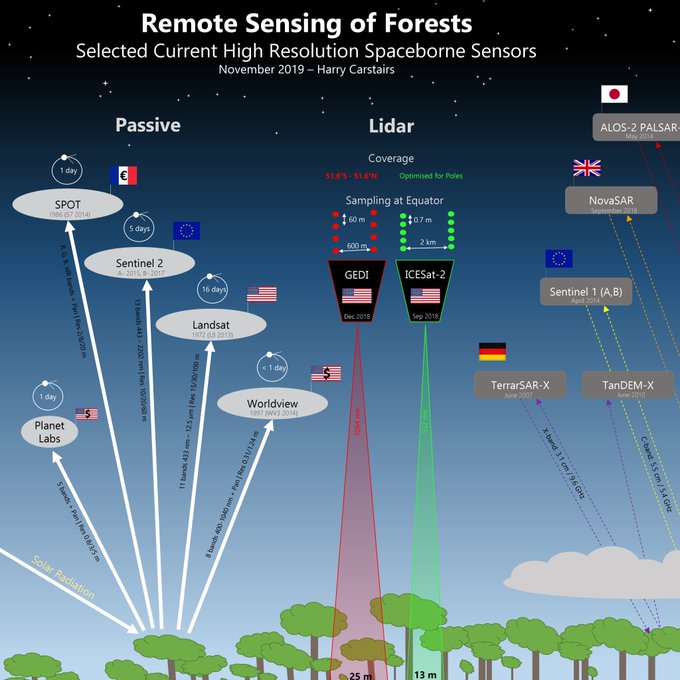 Remote Sensing of Forests
Selected Current High Resolution Spaceborne Sensors
November 2019 – Harry Carstairs
Passive
Lidar
Coverage
51.6°S - 51.6°N
Optimised for Poles
Sampling at Equator
60 m
0.7 m
600 m
2 km
GEDI
Dec 2018
ICESat-2
Sep 2018
1064 nm
532 nm
25 m
13 m
1 day
€
SPOT
1986 (S7 2014)
R, G, B, NIR bands + Pan | Res 2/8/20 m
5 days
Sentinel 2
A- 2015, B- 2017
13 bands 443 – 2202 nm | Res 10/20/60 m
16 days
Landsat
1972 (L8 2013)
11 bands 433 nm – 12.5 um | Res 15/30/100 m
< 1 day
$
Worldview
1997 (WV3 2014)
8 bands 400-1040 nm + Pan | Res 0.31/1.24 m
1 day
$
Planet
Labs
5 bands + Pan | Res 0.8/3/5 m
Solar Radiation
ALOS-2 PALSAR-
May 2014
NovaSAR
September 2018
Sentinel 1 (A,B)
April 2014
TerrarSAR-X
June 2007
TanDEM-X
June 2010
X-band: 3.1 cm / 9.6 GHz
C-band: 5.5 cm / 5.4 GHz